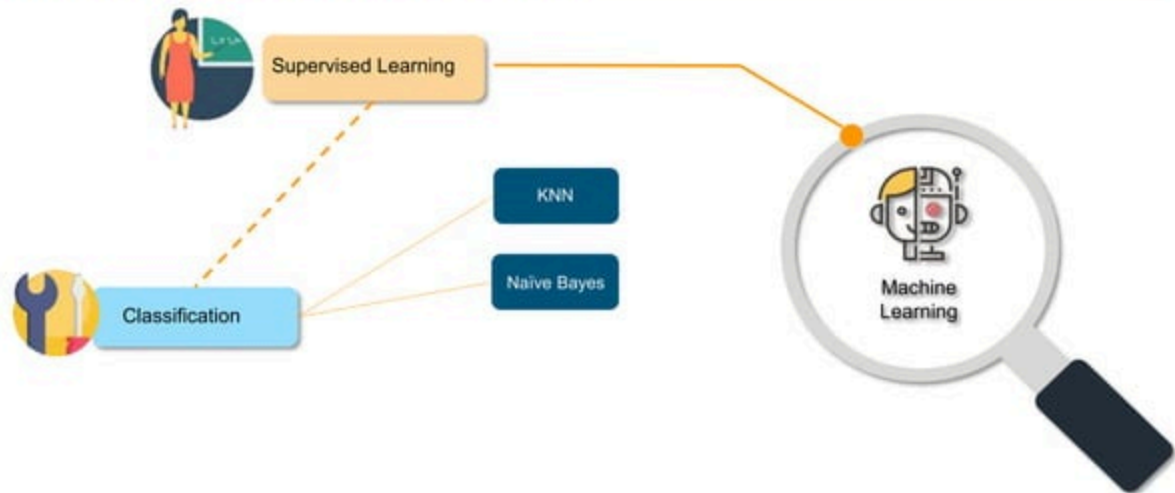 Supervised Learning
KNN
Naïve Bayes
Classification
Machine
Learning